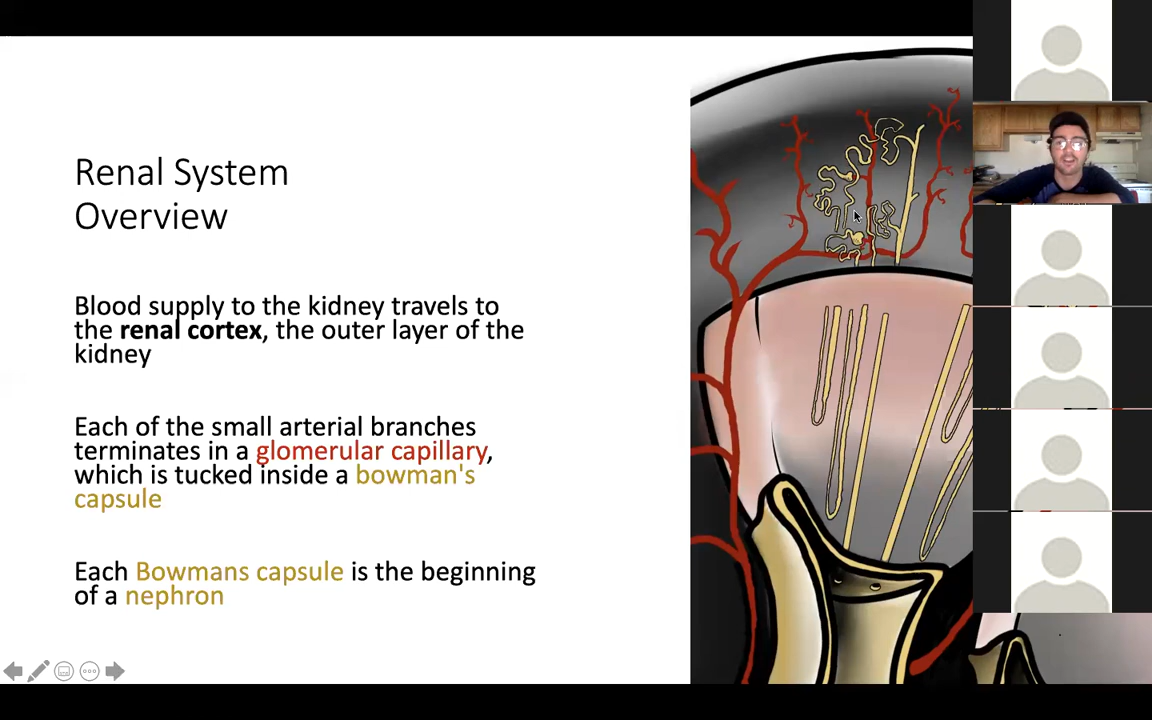 Renal System
Overview
Blood supply to the kidney travels to
the renal cortex, the outer layer of the
kidney
Each of the small arterial branches
terminates in a glomerular capillary,
which is tucked inside a bowman's
capsule
Each Bowmans capsule is the beginning
of a nephron